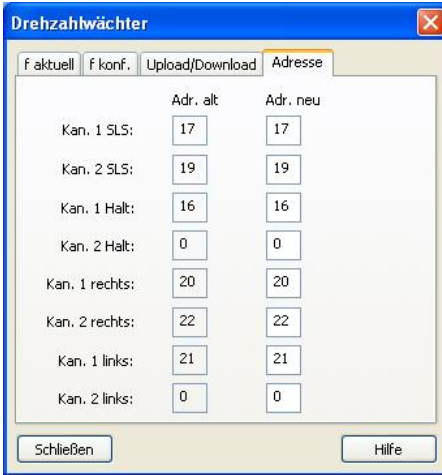 Drehzahlwächter
f aktuell f konf. Upload/Download Adresse
Adr. alt Adr. neu
Kan. 1 SLS: 17 17
Kan. 2 SLS: 19 19
Kan. 1 Halt: 16 16
Kan. 2 Halt: 0 0
Kan. 1 rechts: 20 20
Kan. 2 rechts: 22 22
Kan. 1 links: 21 21
Kan. 2 links: 0 0
Schließen Hilfe